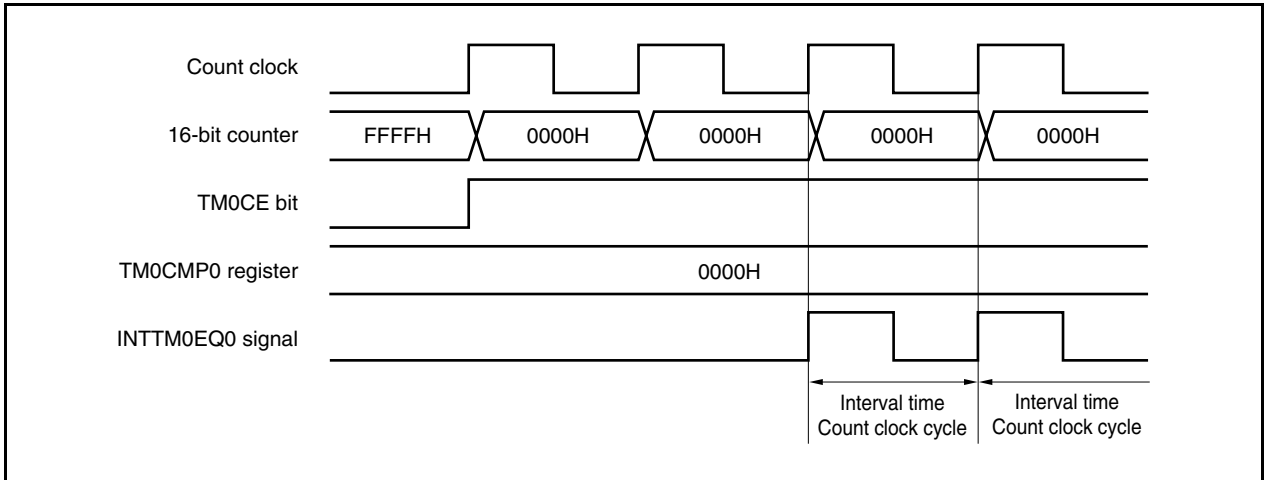 Count clock
16-bit counter FFFFH 0000H 0000H 0000H 0000H
TM0CE bit
TM0CMP0 register 0000H
INTTM0EQ0 signal
Interval time Interval time
Count clock cycle Count clock cycle